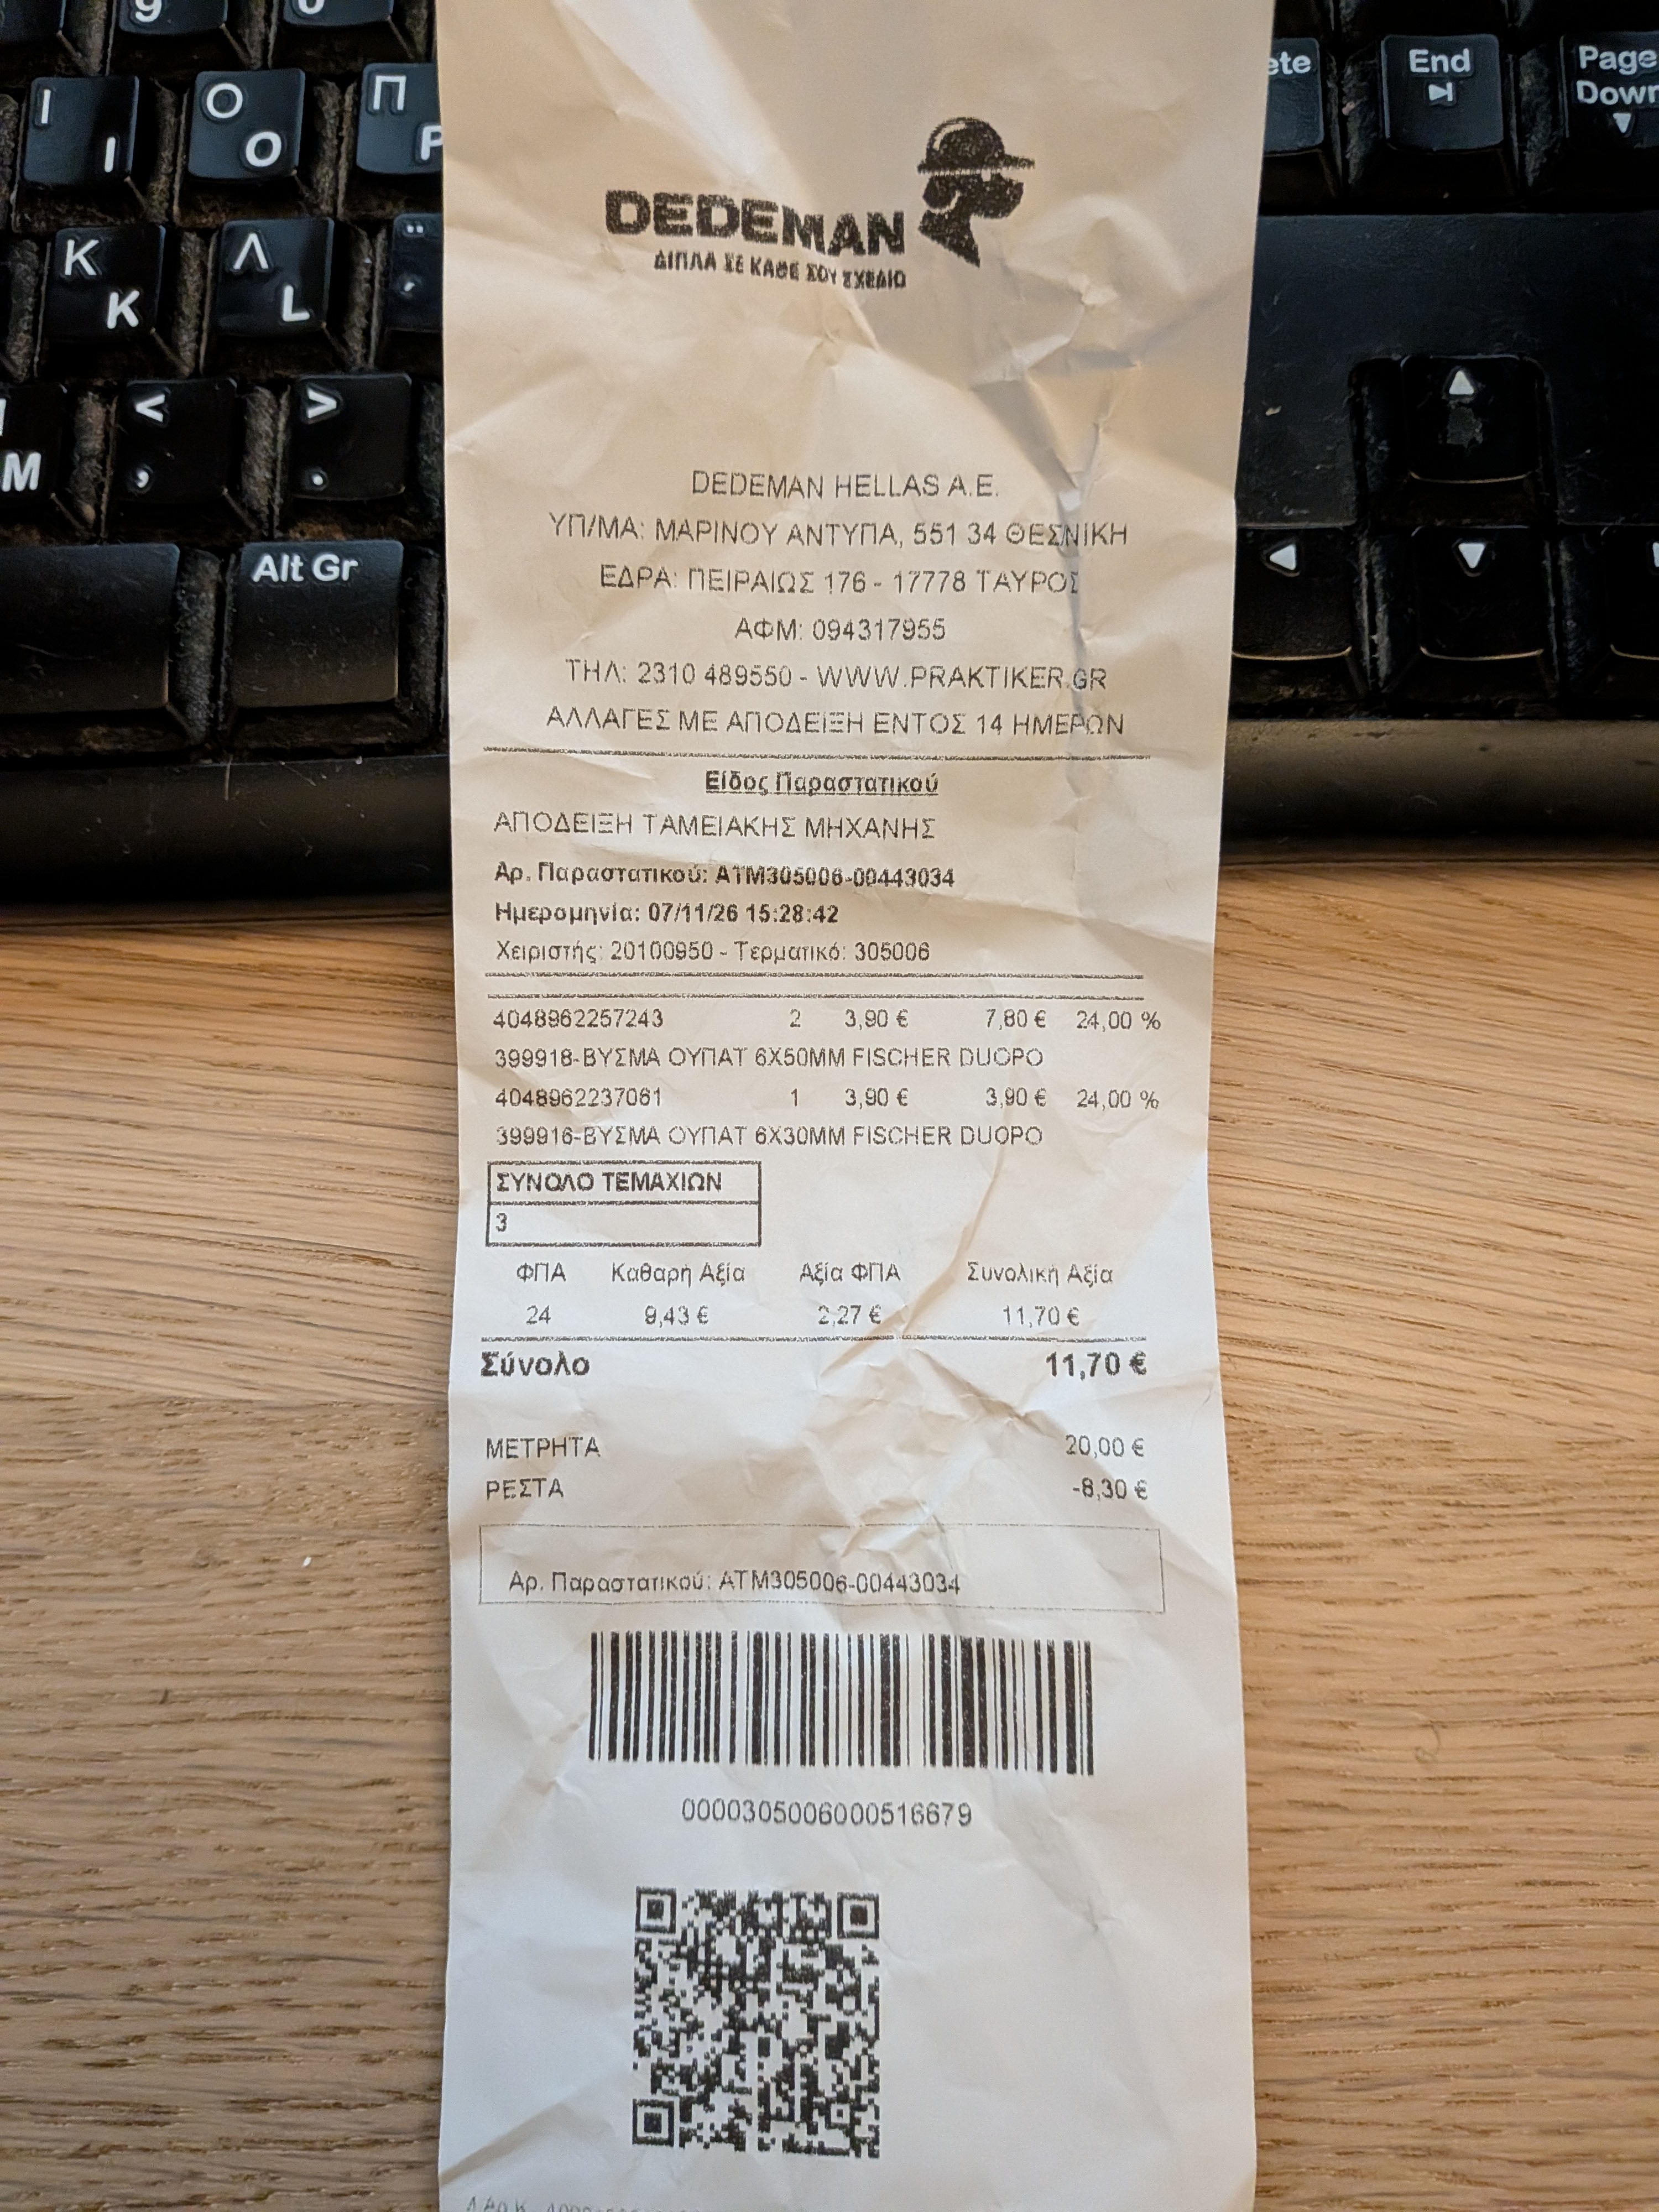 9
0
Ι I
Ο O
Π P
ete
End
Page Down
Κ K
Λ L
¨ ΄
M
< ,
> .
Alt Gr
DEDEMAN
ΔΙΠΛΑ ΣΕ ΚΑΘΕ ΣΟΥ ΣΧΕΔΙΟ
DEDEMAN HELLAS A.E.
ΥΠ/ΜΑ: ΜΑΡΙΝΟΥ ΑΝΤΥΠΑ, 551 34 ΘΕΣΝΙΚΗ
ΕΔΡΑ: ΠΕΙΡΑΙΩΣ 176 - 17778 ΤΑΥΡΟΣ
ΑΦΜ: 094317955
ΤΗΛ: 2310 489550 - WWW.PRAKTIKER.GR
ΑΛΛΑΓΕΣ ΜΕ ΑΠΟΔΕΙΞΗ ΕΝΤΟΣ 14 ΗΜΕΡΩΝ
Είδος Παραστατικού
ΑΠΟΔΕΙΞΗ ΤΑΜΕΙΑΚΗΣ ΜΗΧΑΝΗΣ
Αρ. Παραστατικού: ATM305006-00443034
Ημερομηνία: 07/11/26 15:28:42
Χειριστής: 20100950 - Τερματικό: 305006
4048962257243 2 3,90 € 7,80 € 24,00 %
399918-ΒΥΣΜΑ ΟΥΠΑΤ 6X50MM FISCHER DUOPO
4048962237061 1 3,90 € 3,90 € 24,00 %
399916-ΒΥΣΜΑ ΟΥΠΑΤ 6X30MM FISCHER DUOPO
ΣΥΝΟΛΟ ΤΕΜΑΧΙΩΝ
3
ΦΠΑ Καθαρή Αξία Αξία ΦΠΑ Συνολική Αξία
24 9,43 € 2,27 € 11,70 €
Σύνολο 11,70 €
ΜΕΤΡΗΤΑ 20,00 €
ΡΕΣΤΑ -8,30 €
Αρ. Παραστατικού: ATM305006-00443034
0000305006000516679